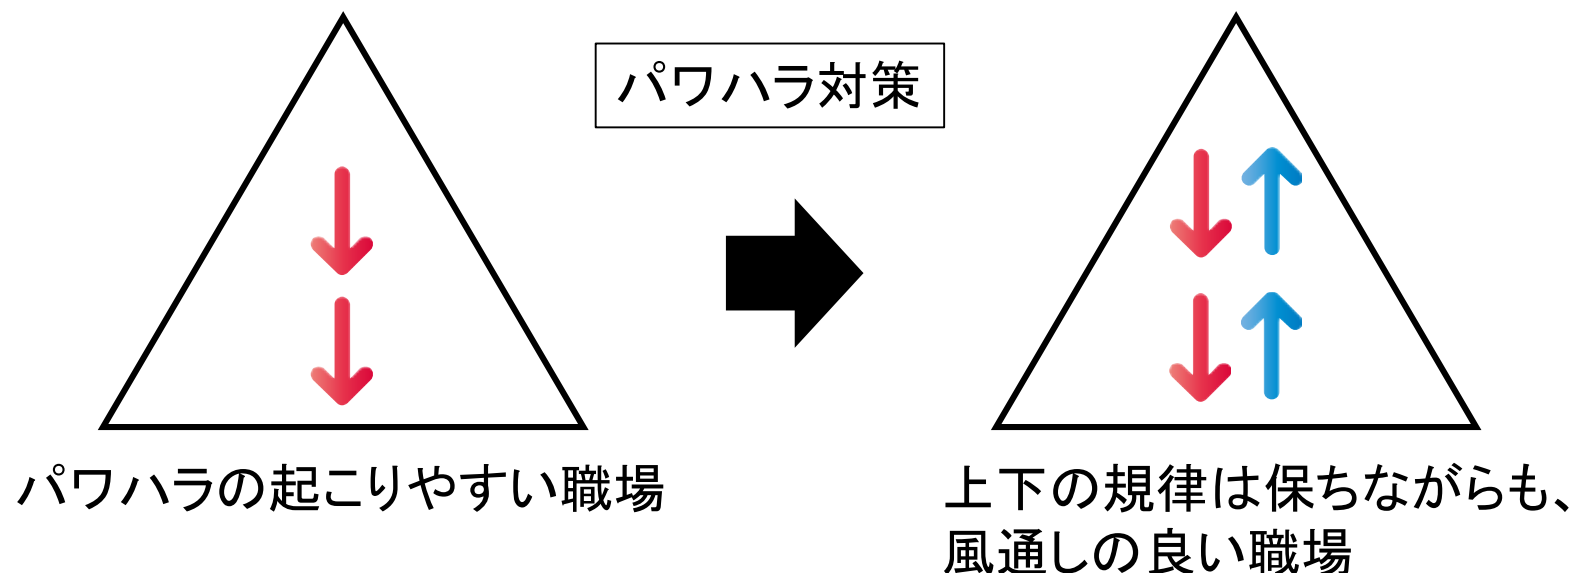 パワハラ対策
パワハラの起こりやすい職場
上下の規律は保ちながらも、
風通しの良い職場